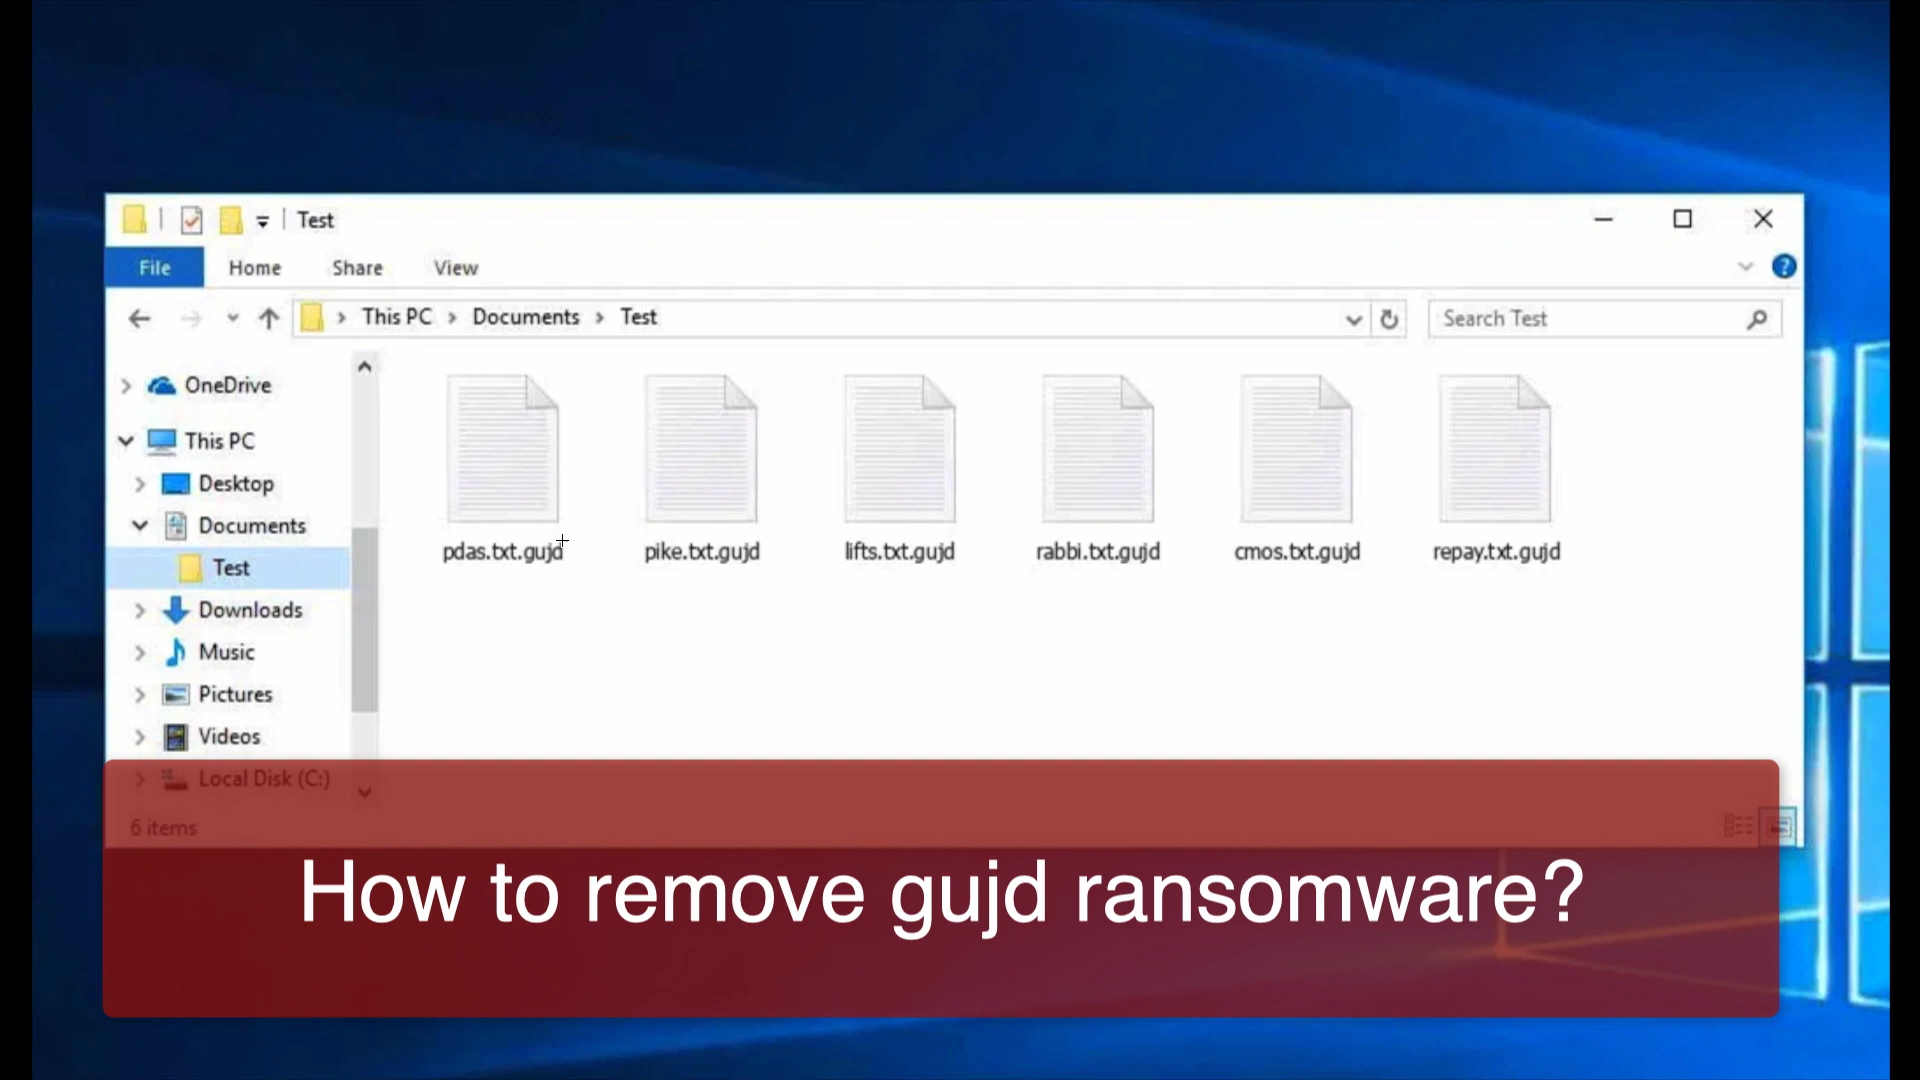 Test
File Home Share View
This PC Documents Test
Search Test
OneDrive
This PC
Desktop
Documents
Test
Downloads
Music
Pictures
Videos
Local Disk (C:)
pdas.txt.gujd pike.txt.gujd lifts.txt.gujd rabbi.txt.gujd cmos.txt.gujd repay.txt.gujd
6 items
How to remove gujd ransomware?